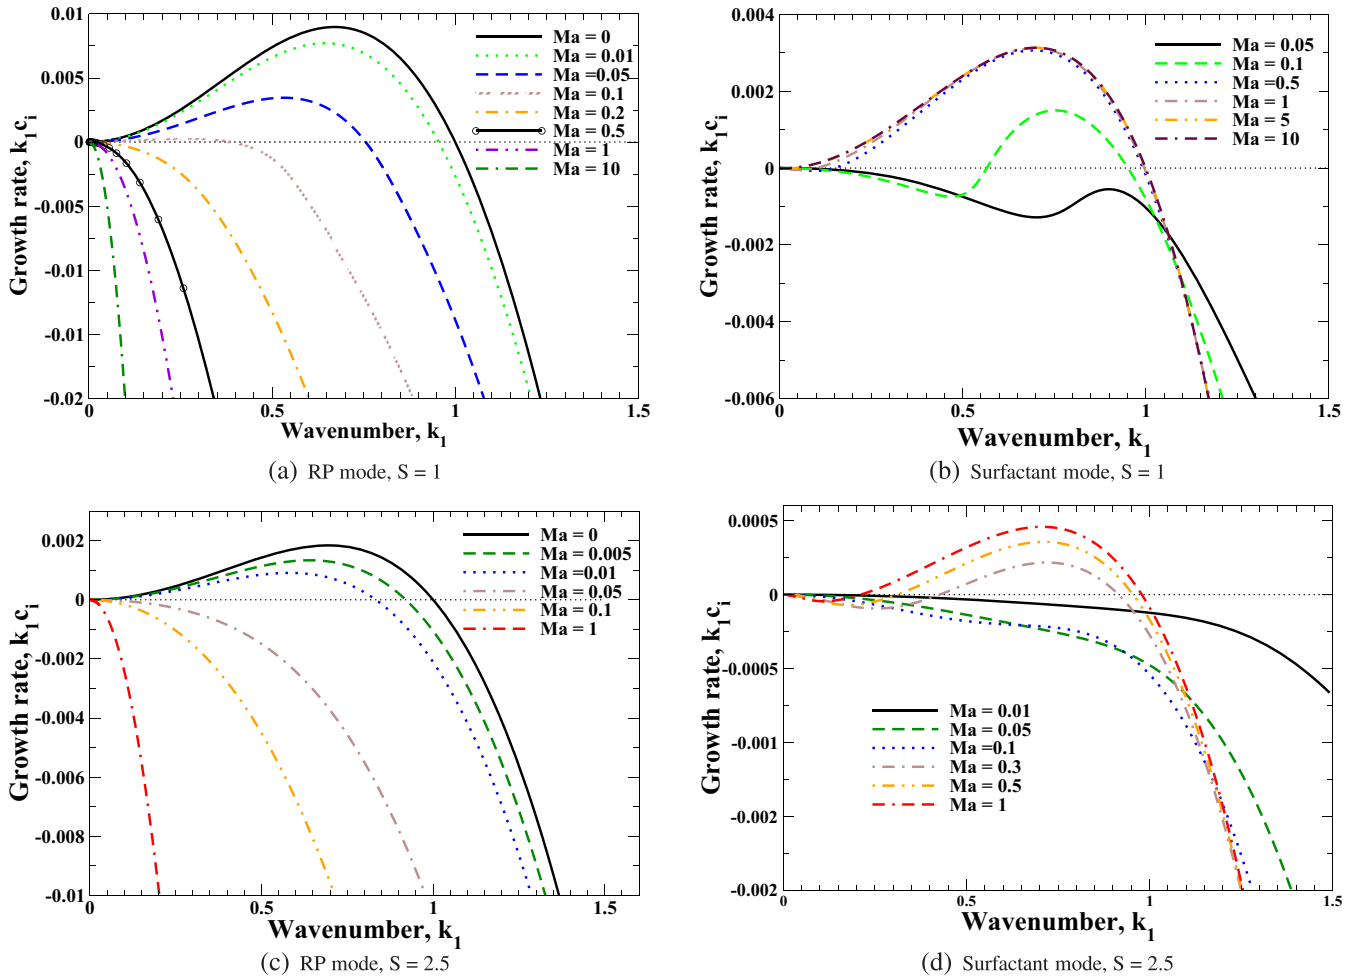 0.01
0.005
0
-0.005
-0.01
-0.01
-0.02
0
0.5
1
1.5
Growth rate, k1ci
Wavenumber, k1
Ma = 0
Ma = 0.01
Ma =0.05
Ma = 0.1
Ma = 0.2
Ma = 0.5
Ma = 1
Ma = 10
(a) RP mode, S = 1
0.004
0.002
0
-0.002
-0.004
-0.006
0
0.5
1
1.5
Growth rate, k1ci
Wavenumber, k1
Ma = 0.05
Ma = 0.1
Ma =0.5
Ma = 1
Ma = 5
Ma = 10
(b) Surfactant mode, S = 1
0.002
0
-0.002
-0.004
-0.006
-0.008
-0.01
0
0.5
1
1.5
Growth rate, k1ci
Wavenumber, k1
Ma = 0
Ma = 0.005
Ma =0.01
Ma = 0.05
Ma = 0.1
Ma = 1
(c) RP mode, S = 2.5
0.0005
0
-0.0005
-0.001
-0.002
-0.002
0
0.5
1
1.5
Growth rate, k1ci
Wavenumber, k1
Ma = 0.01
Ma = 0.05
Ma =0.1
Ma = 0.3
Ma = 0.5
Ma = 1
(d) Surfactant mode, S = 2.5